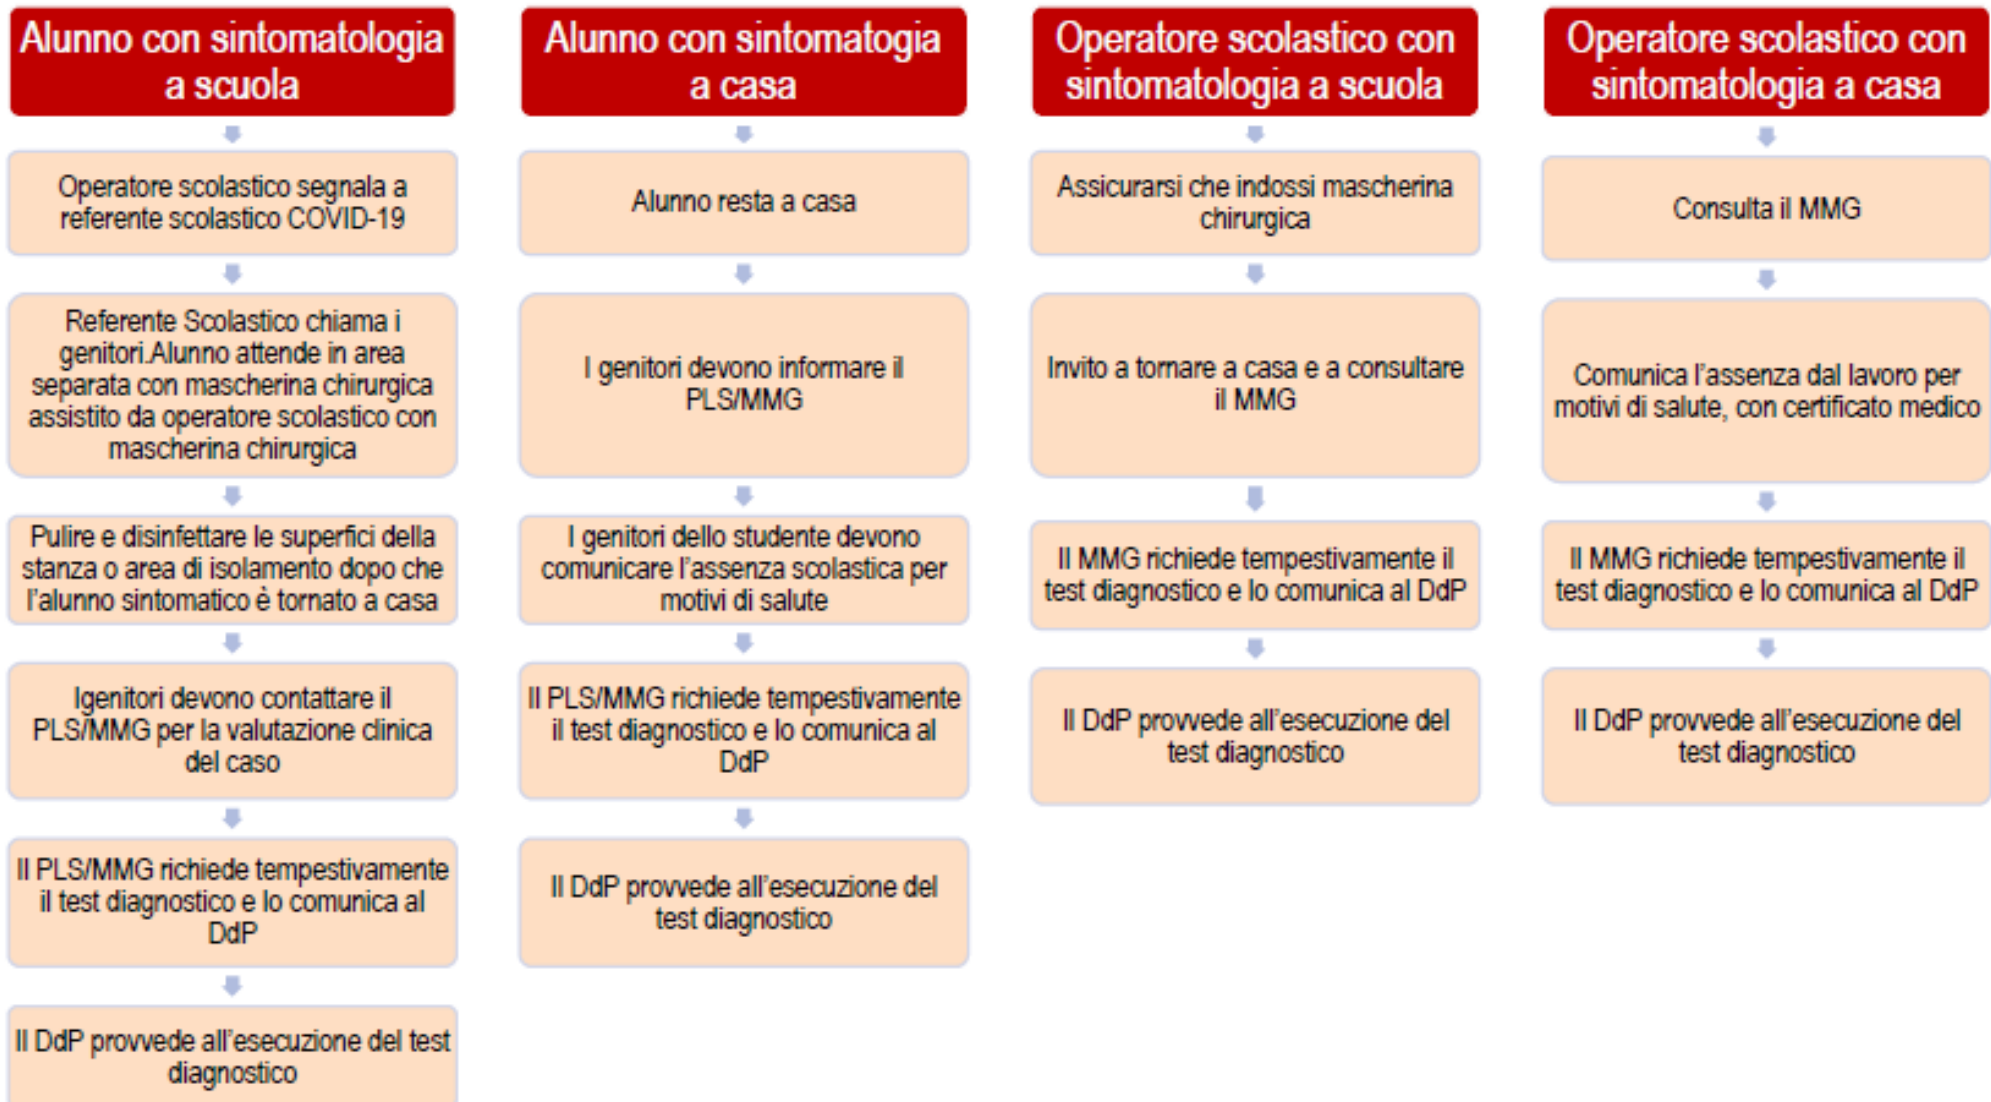 Alunno con sintomatologia
a scuola
Operatore scolastico segnala a
referente scolastico COVID-19
Referente Scolastico chiama i
genitori.Alunno attende in area
separata con mascherina chirurgica
assistito da operatore scolastico con
mascherina chirurgica
Pulire e disinfettare le superfici della
stanza o area di isolamento dopo che
l'alunno sintomatico è tornato a casa
Igenitori devono contattare il
PLS/MMG per la valutazione clinica
del caso
Il PLS/MMG richiede tempestivamente
il test diagnostico e lo comunica al
DdP
Il DdP provvede all'esecuzione del test
diagnostico
Alunno con sintomatogia
a casa
Alunno resta a casa
I genitori devono informare il
PLS/MMG
I genitori dello studente devono
comunicare l'assenza scolastica per
motivi di salute
Il PLS/MMG richiede tempestivamente
il test diagnostico e lo comunica al
DdP
Il DdP provvede all'esecuzione del
test diagnostico
Operatore scolastico con
sintomatologia a scuola
Assicurarsi che indossi mascherina
chirurgica
Invito a tornare a casa e a consultare
il MMG
Il MMG richiede tempestivamente il
test diagnostico e lo comunica al DdP
Il DdP provvede all'esecuzione del
test diagnostico
Operatore scolastico con
sintomatologia a casa
Consulta il MMG
Comunica l'assenza dal lavoro per
motivi di salute, con certificato medico
Il MMG richiede tempestivamente il
test diagnostico e lo comunica al DdP
Il DdP provvede all'esecuzione del
test diagnostico